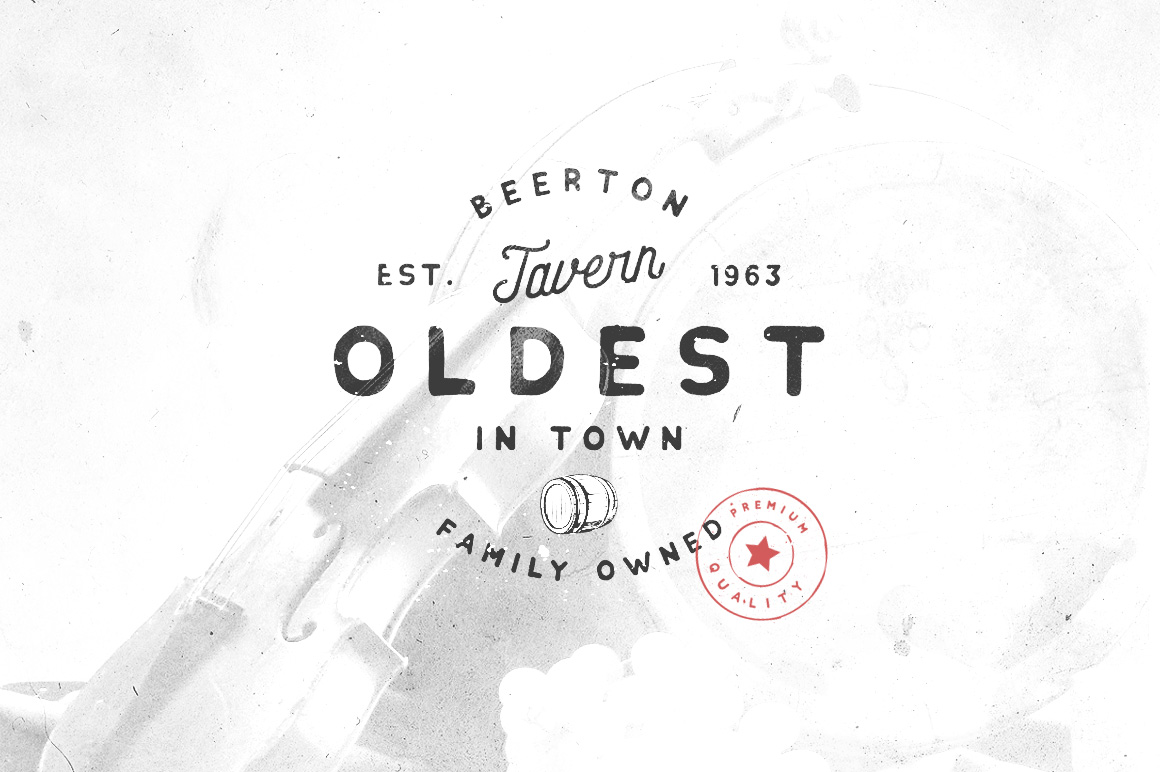 BEERTON
EST. Tavern 1963
OLDEST
IN TOWN
FAMILY OWNED
PREMIUM
QUALITY